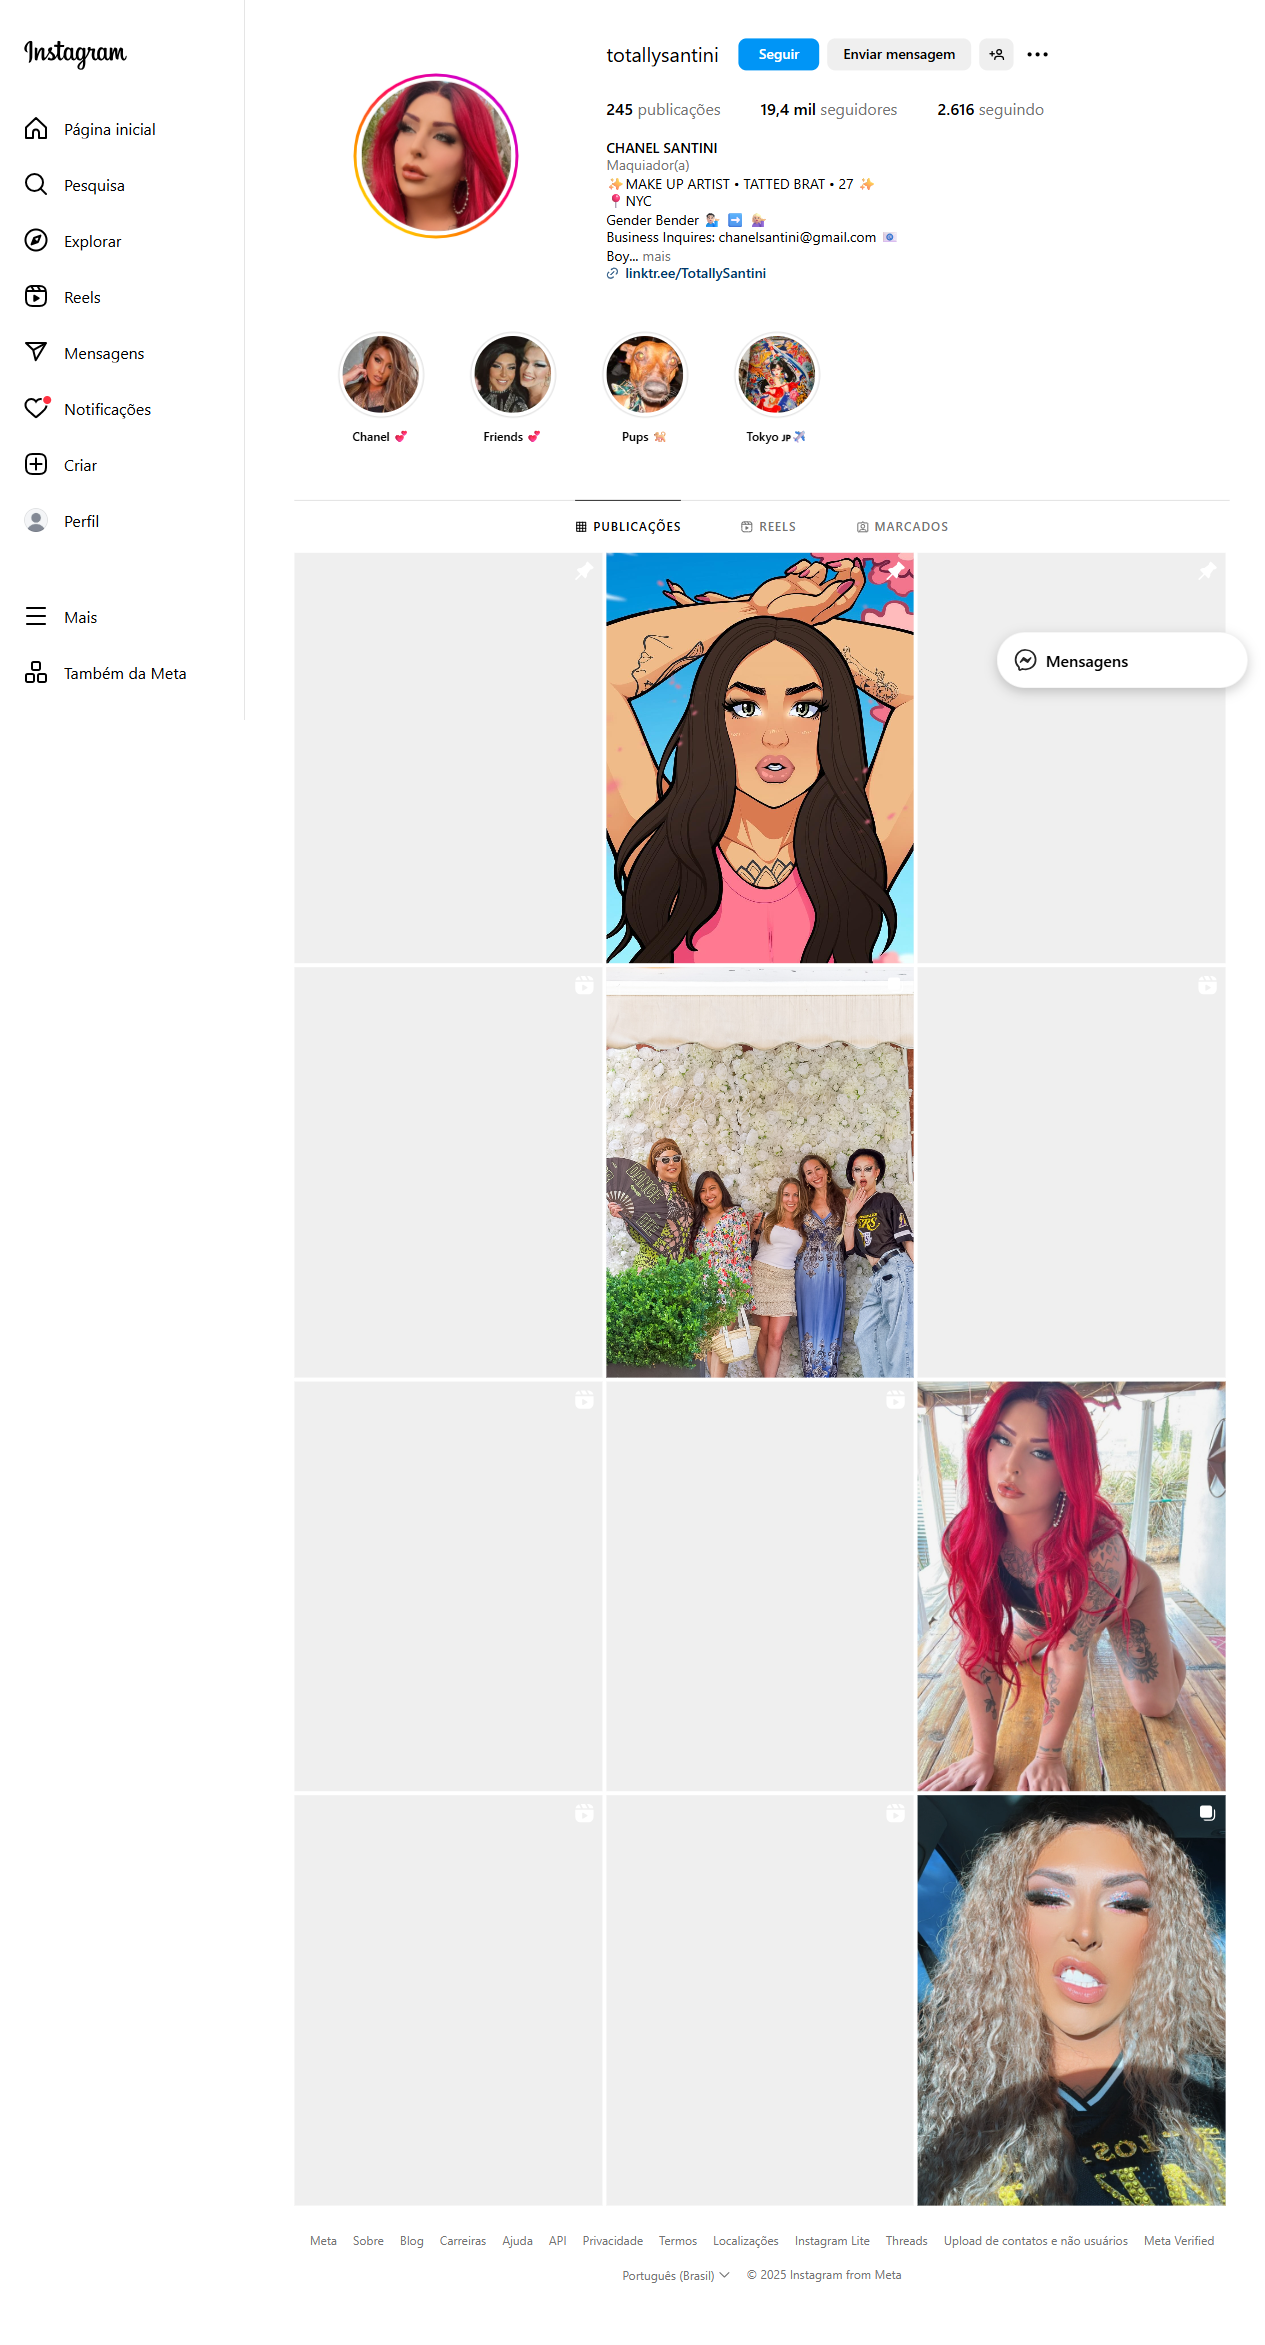 Instagram
Página inicial
Pesquisa
Explorar
Reels
Mensagens
Notificações
Criar
Perfil
Mais
Também da Meta
totallysantini Seguir Enviar mensagem
245 publicações 19,4 mil seguidores 2.616 seguindo
CHANEL SANTINI
Maquiador(a)
✨MAKE UP ARTIST • TATTED BRAT • 27 ✨
📍NYC
Gender Bender 💁🏻‍♂️ ➡️ 💁🏼‍♀️
Business Inquires: chanelsantini@gmail.com 📧
Boy... mais
linktr.ee/TotallySantini
Chanel 💕 Friends 💕 Pups 🐩 Tokyo JP✈️
PUBLICAÇÕES REELS MARCADOS
Mensagens
DANCE
Meta Sobre Blog Carreiras Ajuda API Privacidade Termos Localizações Instagram Lite Threads Upload de contatos e não usuários Meta Verified
Português (Brasil) © 2025 Instagram from Meta